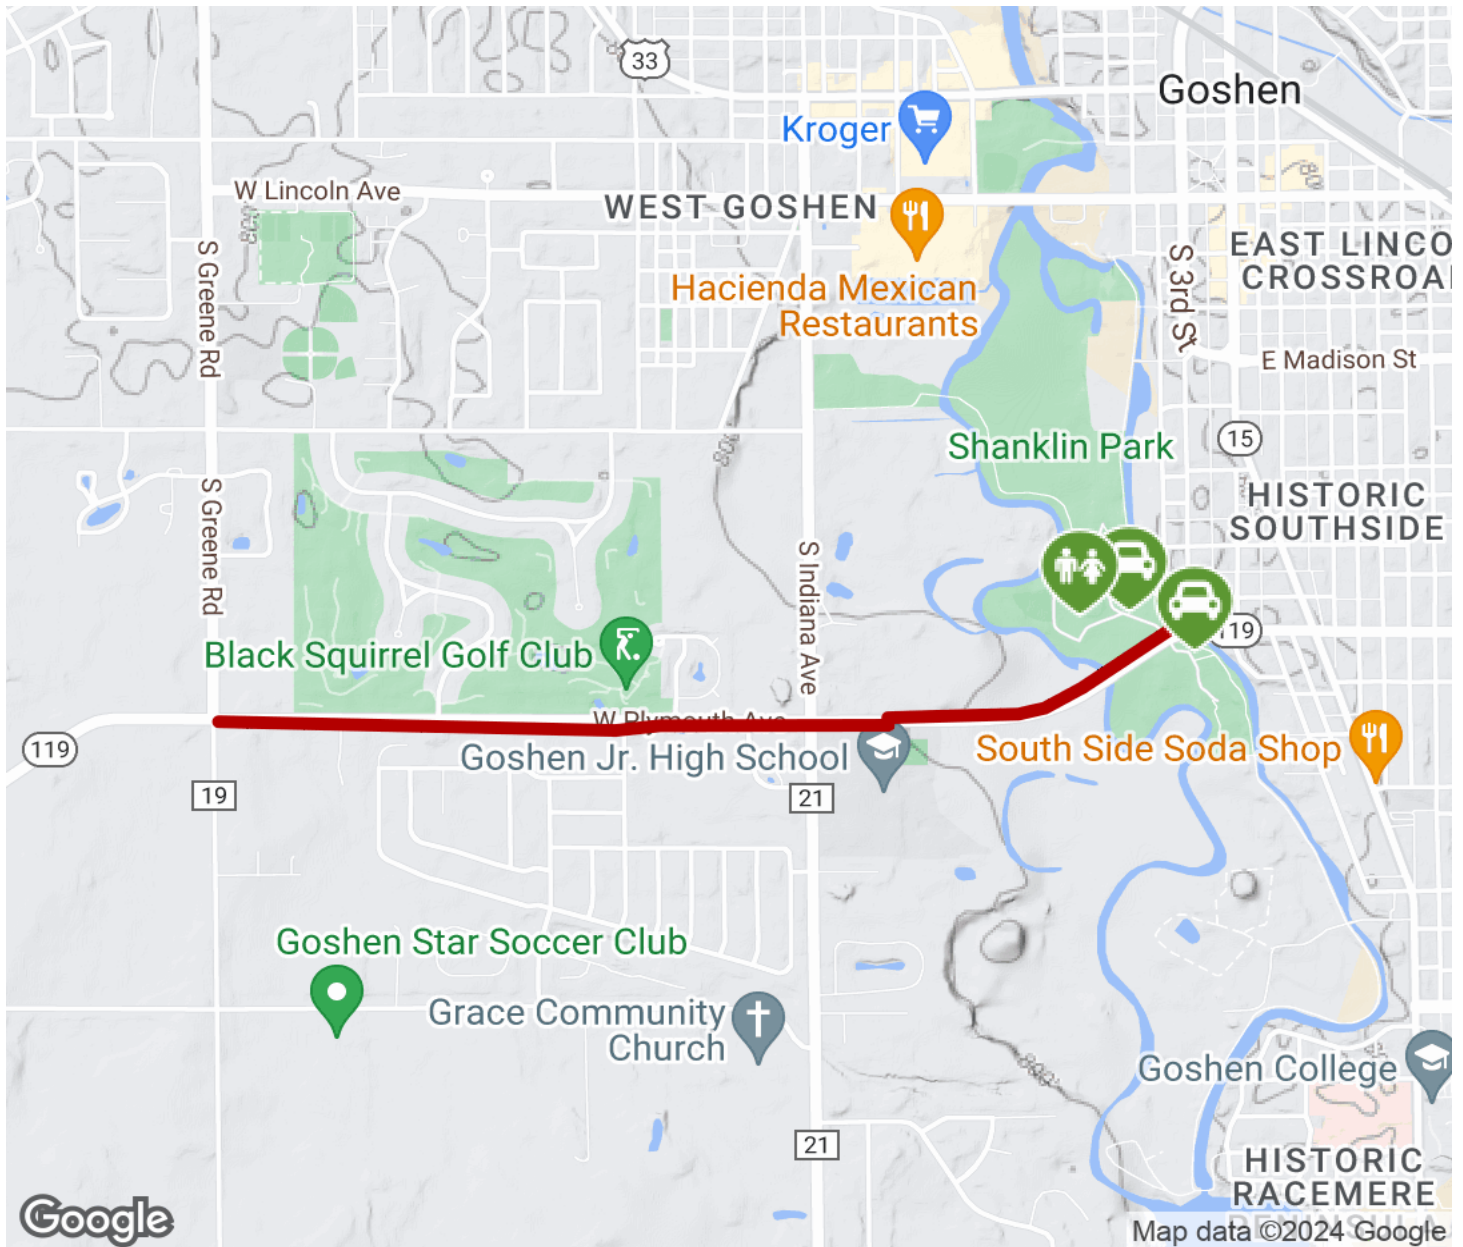 33
Goshen
Kroger
W Lincoln Ave
WEST GOSHEN
S Greene Rd
Hacienda Mexican
Restaurants
S 3rd St
EAST LINCO
CROSSROA
E Madison St
15
Shanklin Park
HISTORIC
SOUTHSIDE
S Greene Rd
S Indiana Ave
Black Squirrel Golf Club
119
W Plymouth Ave
119
Goshen Jr. High School
South Side Soda Shop
19
21
Goshen Star Soccer Club
Grace Community
Church
Goshen College
21
HISTORIC
RACEMERE
PENINSULA
Google
Map data ©2024 Google